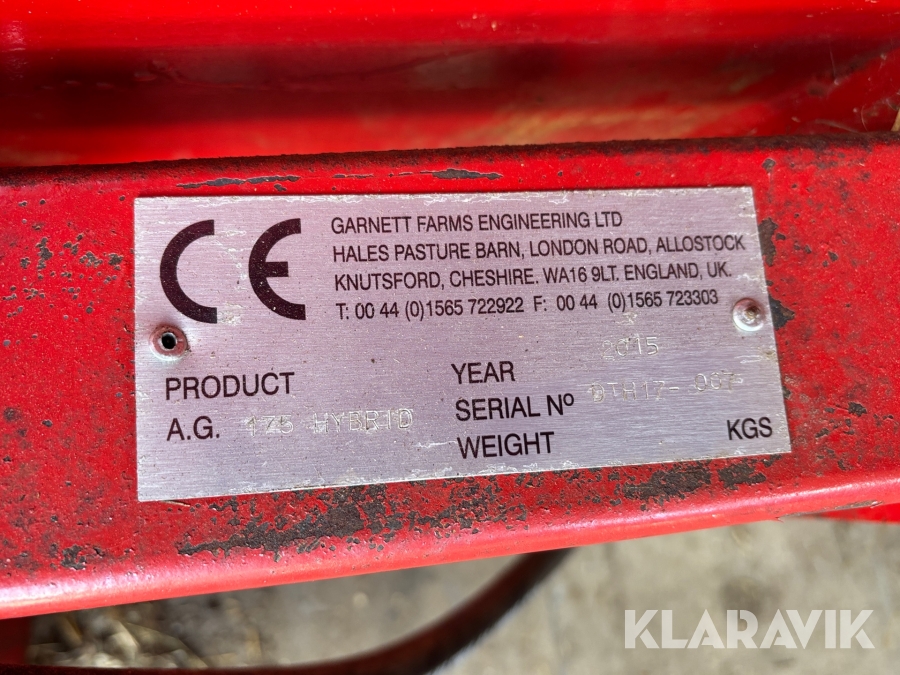 CE
GARNETT FARMS ENGINEERING LTD
HALES PASTURE BARN, LONDON ROAD, ALLOSTOCK
KNUTSFORD, CHESHIRE. WA16 9LT. ENGLAND, UK.
T: 00 44 (0)1565 722922 F: 00 44 (0)1565 723303
PRODUCT
A.G. 175 HYBRID
YEAR 2015
SERIAL Nº
WEIGHT KGS
KLARAVIK